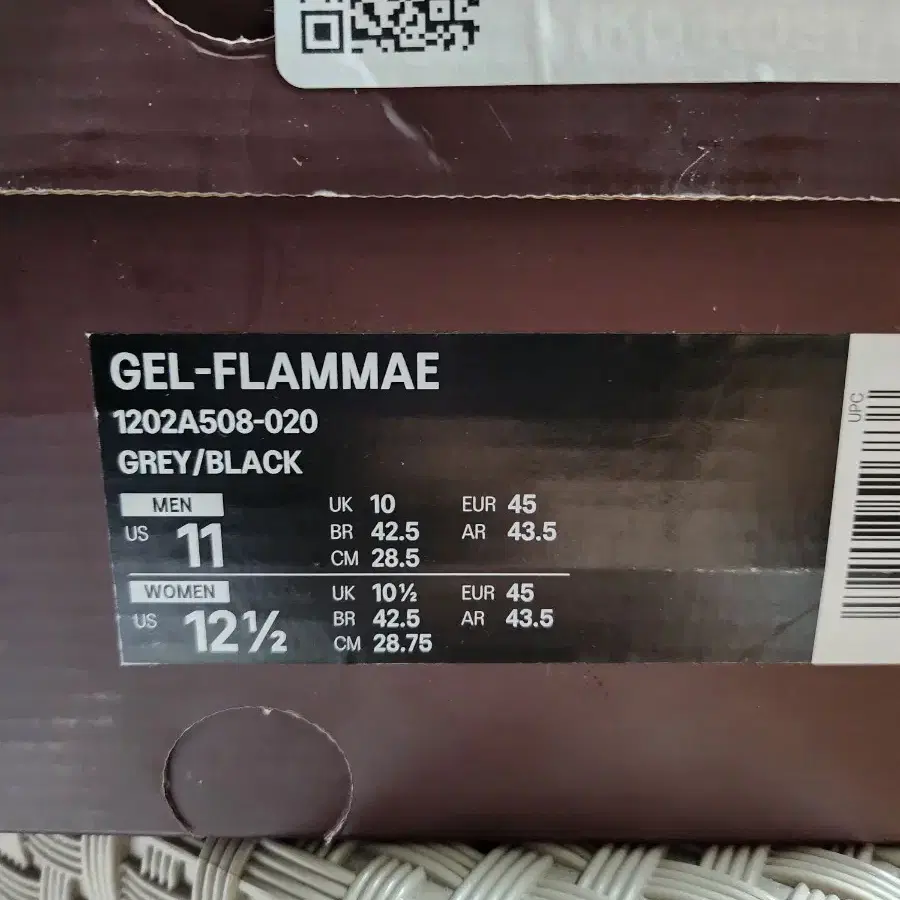 GEL-FLAMMAE
1202A508-020
GREY/BLACK
MEN
US 11
UK 10 EUR 45
BR 42.5 AR 43.5
CM 28.5
WOMEN
US 12½
UK 10½ EUR 45
BR 42.5 AR 43.5
CM 28.75
UPC